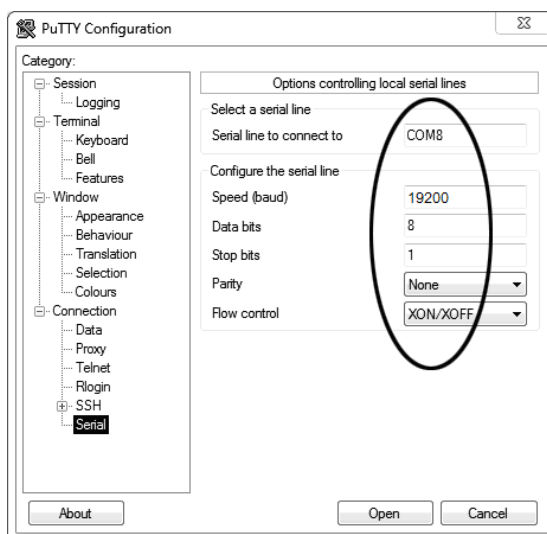 PuTTY Configuration
Category:
Session
Logging
Terminal
Keyboard
Bell
Features
Window
Appearance
Behaviour
Translation
Selection
Colours
Connection
Data
Proxy
Telnet
Rlogin
SSH
Serial
Options controlling local serial lines
Select a serial line
Serial line to connect to COM8
Configure the serial line
Speed (baud) 19200
Data bits 8
Stop bits 1
Parity None
Flow control XON/XOFF
About Open Cancel